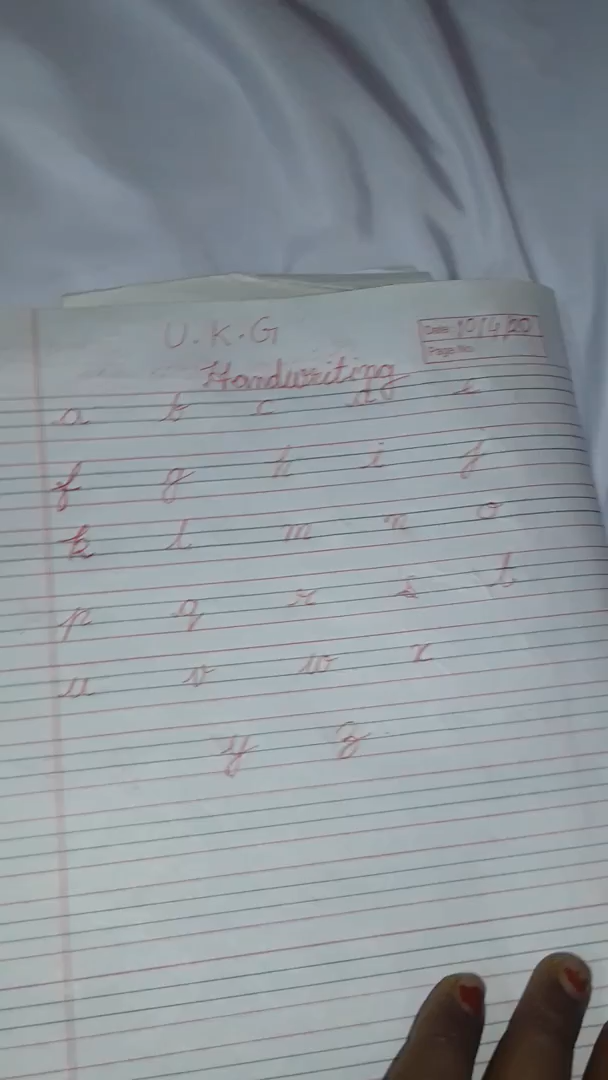 U.K.G
Date: 10/4/20
Page No.
Handwriting
a b c d e
f g h i j
k l m n o
p q r s t
u v w x
y z